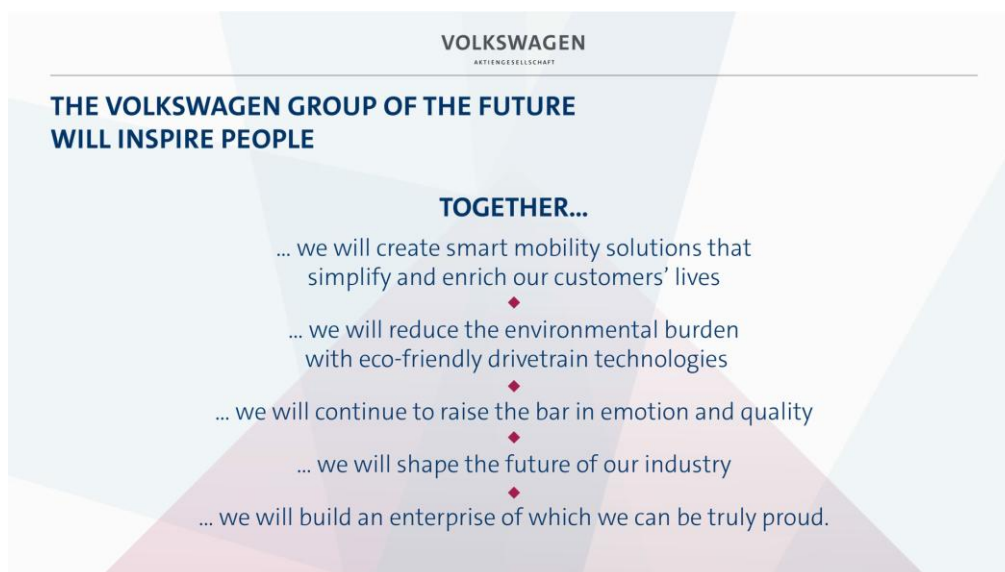 VOLKSWAGEN
AKTIENGESELLSCHAFT
THE VOLKSWAGEN GROUP OF THE FUTURE
WILL INSPIRE PEOPLE
TOGETHER...
... we will create smart mobility solutions that
simplify and enrich our customers’ lives
... we will reduce the environmental burden
with eco-friendly drivetrain technologies
... we will continue to raise the bar in emotion and quality
... we will shape the future of our industry
... we will build an enterprise of which we can be truly proud.